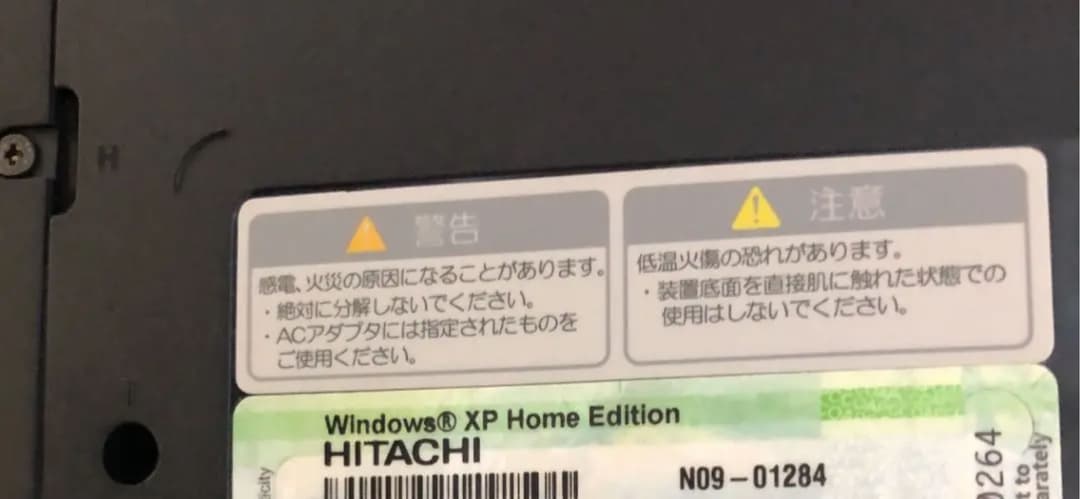 H
警告
感電、火災の原因になることがあります。
・絶対に分解しないでください。
・ACアダプタには指定されたものを
ご使用ください。
注意
低温火傷の恐れがあります。
・装置底面を直接肌に触れた状態での
使用はしないでください。
Windows® XP Home Edition
HITACHI
N09-01284
264
to